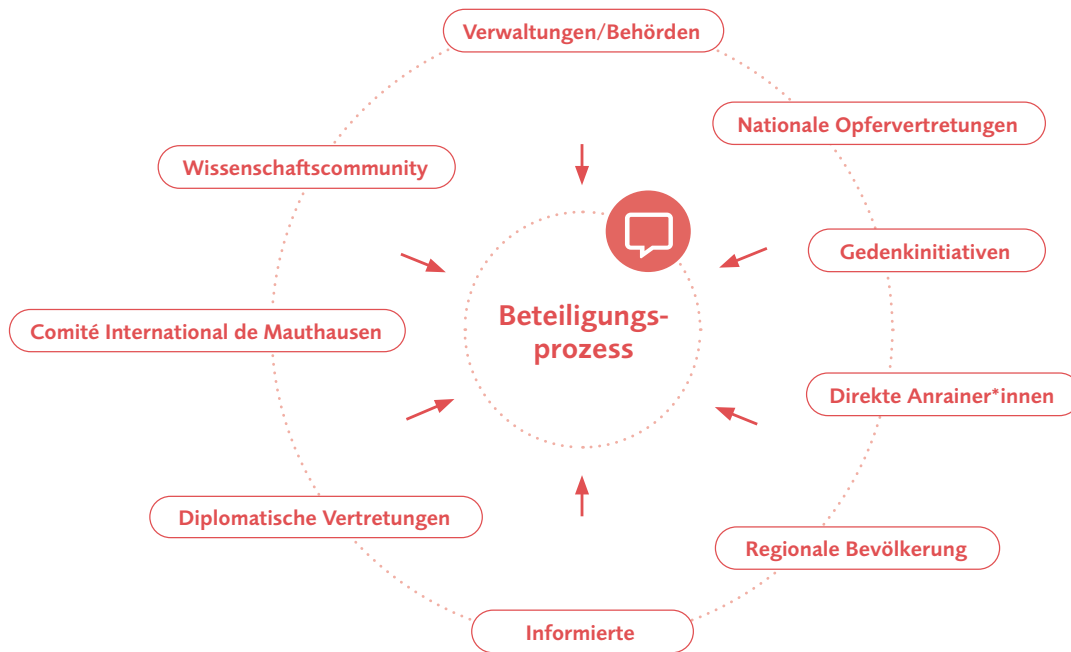 Verwaltungen/Behörden
Nationale Opfervertretungen
Wissenschaftscommunity
Gedenkinitiativen
Beteiligungs-
prozess
Comité International de Mauthausen
Direkte Anrainer*innen
Diplomatische Vertretungen
Regionale Bevölkerung
Informierte